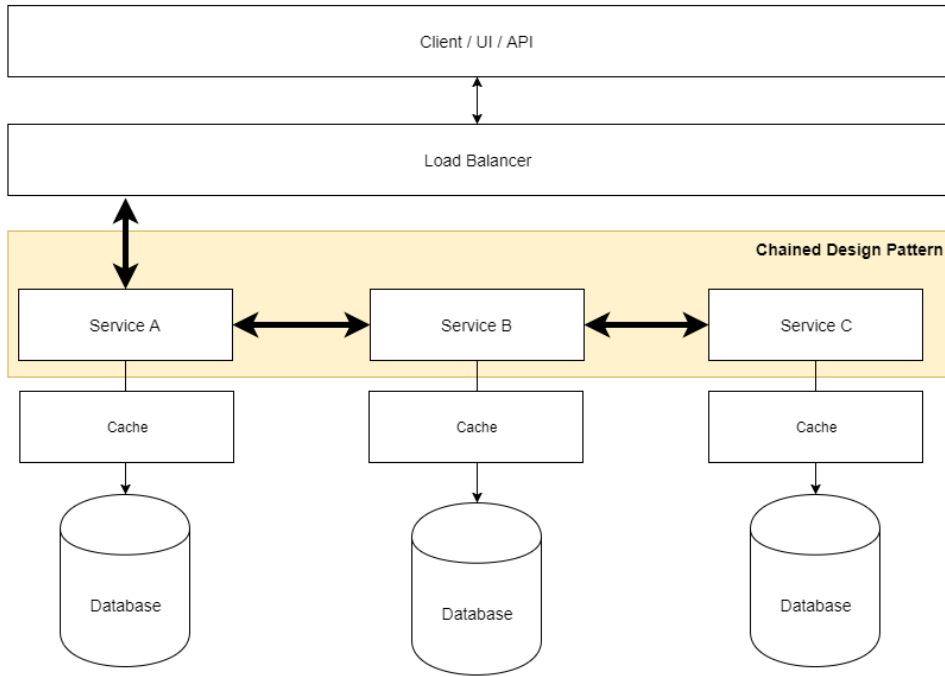 Client / UI / API
Load Balancer
Chained Design Pattern
Service A
Service B
Service C
Cache
Cache
Cache
Database
Database
Database